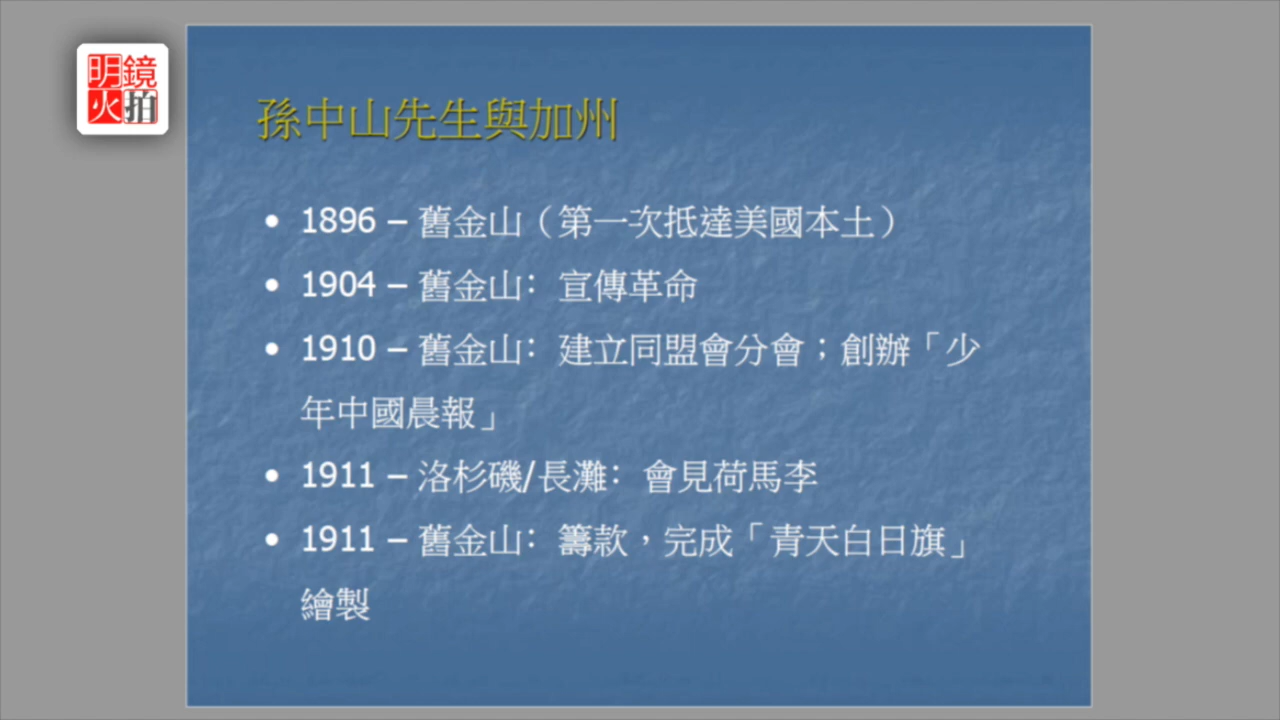 明鏡
火拍
孫中山先生與加州
• 1896 – 舊金山（第一次抵達美國本土）
• 1904 – 舊金山：宣傳革命
• 1910 – 舊金山：建立同盟會分會；創辦「少
年中國晨報」
• 1911 – 洛杉磯/長灘：會見荷馬李
• 1911 – 舊金山：籌款，完成「青天白日旗」
繪製